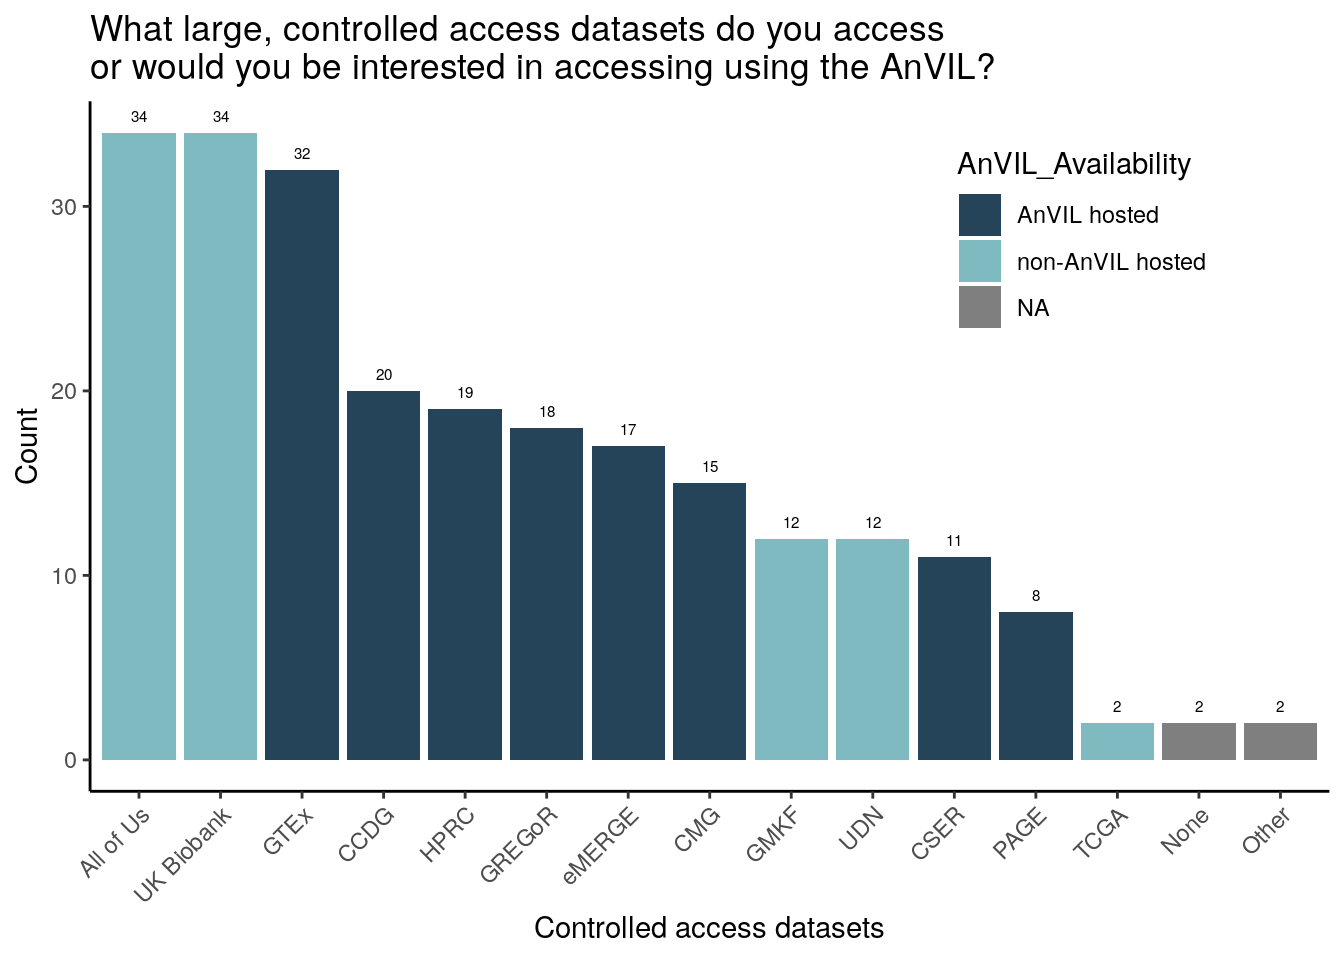 What large, controlled access datasets do you access
or would you be interested in accessing using the AnVIL?
34
34
32
20
19
18
17
15
12
12
11
8
2
2
2
AnVIL_Availability
AnVIL hosted
non-AnVIL hosted
NA
30
20
10
0
Count
All of Us
UK Biobank
GTEx
CCDG
HPRC
GREGoR
eMERGE
CMG
GMKF
UDN
CSER
PAGE
TCGA
None
Other
Controlled access datasets